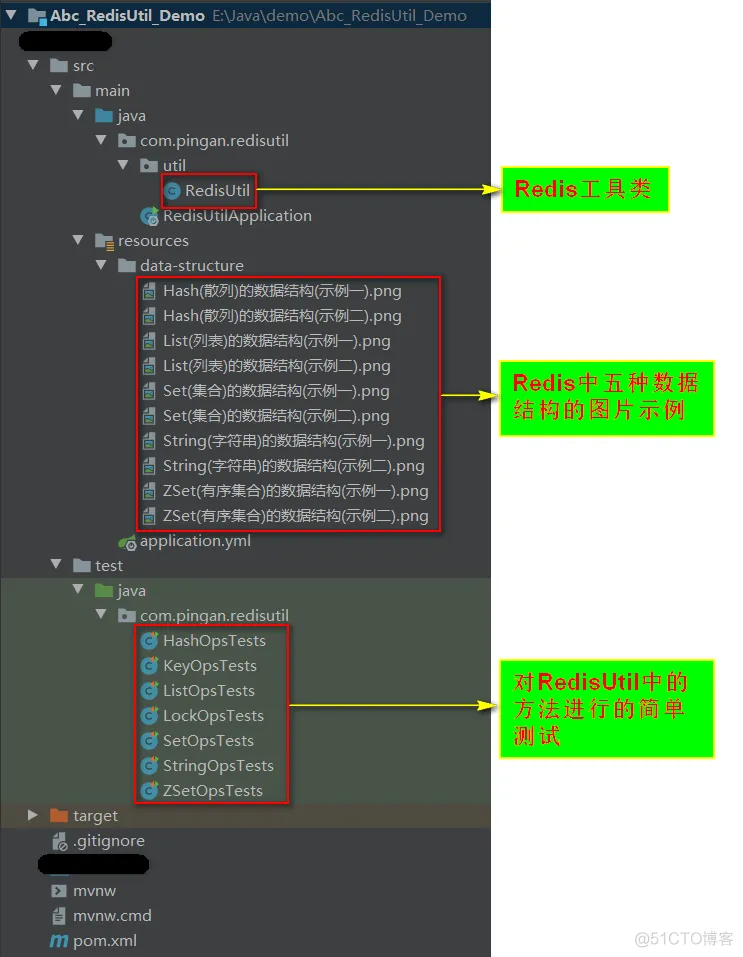 Abc_RedisUtil_Demo E:\Java\demo\Abc_RedisUtil_Demo
src
main
java
com.pingan.redisutil
util
RedisUtil
RedisUtilApplication
resources
data-structure
Hash(散列)的数据结构(示例一).png
Hash(散列)的数据结构(示例二).png
List(列表)的数据结构(示例一).png
List(列表)的数据结构(示例二).png
Set(集合)的数据结构(示例一).png
Set(集合)的数据结构(示例二).png
String(字符串)的数据结构(示例一).png
String(字符串)的数据结构(示例二).png
ZSet(有序集合)的数据结构(示例一).png
ZSet(有序集合)的数据结构(示例二).png
application.yml
test
java
com.pingan.redisutil
HashOpsTests
KeyOpsTests
ListOpsTests
LockOpsTests
SetOpsTests
StringOpsTests
ZSetOpsTests
target
.gitignore
mvnw
mvnw.cmd
pom.xml
Redis工具类
Redis中五种数据
结构的图片示例
对RedisUtil中的
方法进行的简单
测试
@51CTO博客